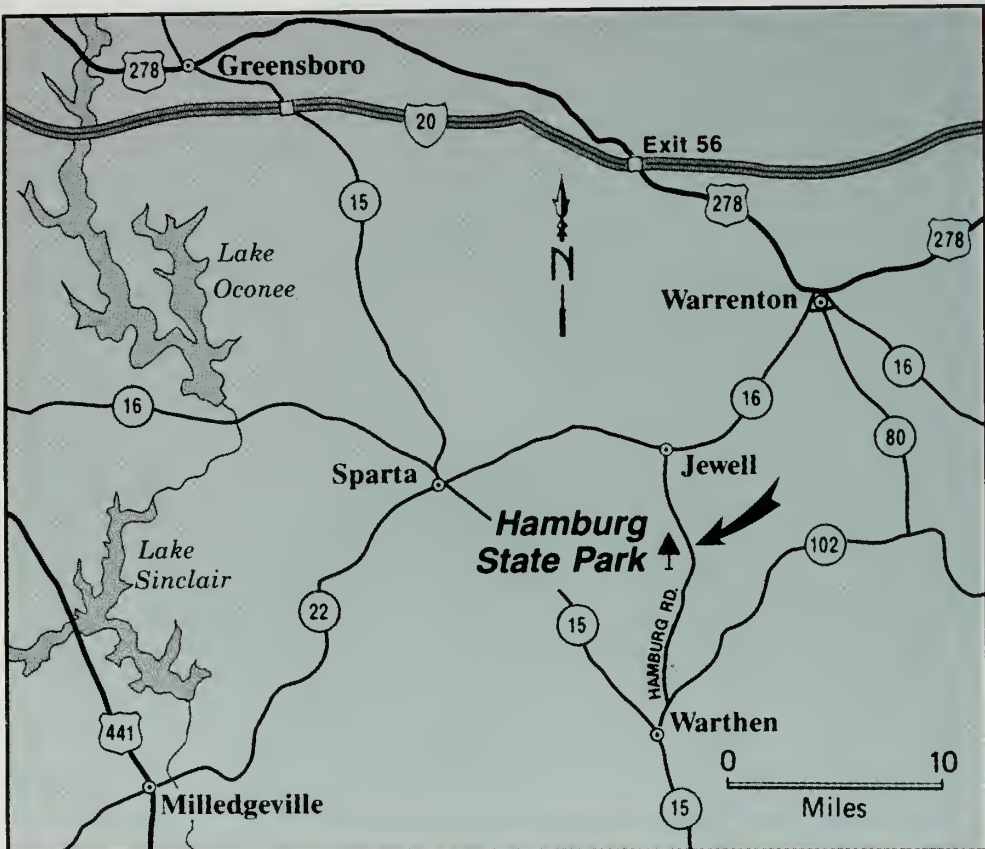 278
Greensboro
20
Exit 56
15
278
278
N
Lake
Oconee
Warrenton
16
16
16
80
Sparta
Jewell
Hamburg
State Park
102
Lake
Sinclair
22
15
HAMBURG RD.
441
Warthen
0 10
Miles
Milledgeville
15